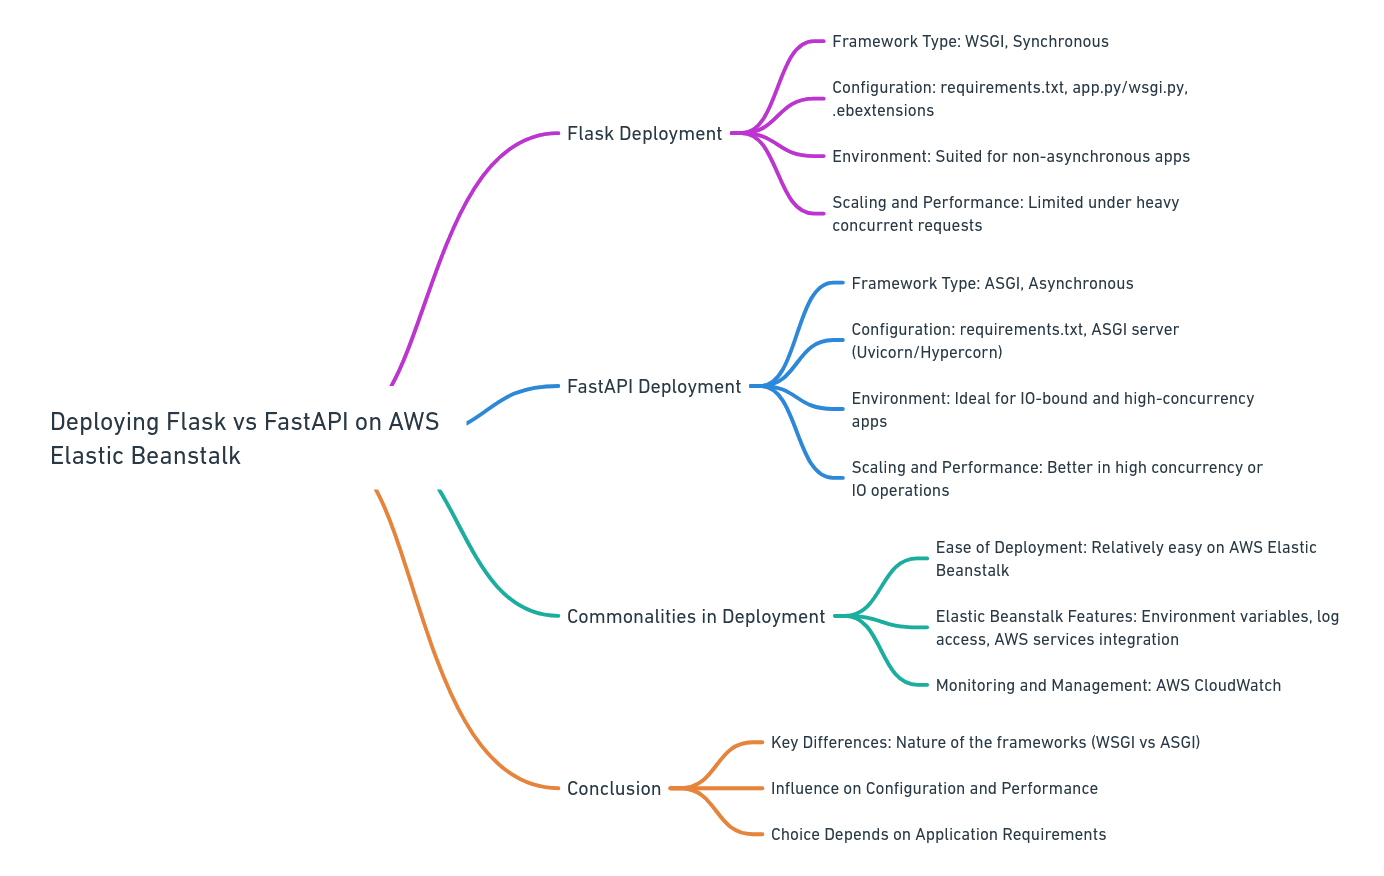 Deploying Flask vs FastAPI on AWS
Elastic Beanstalk
Flask Deployment
Framework Type: WSGI, Synchronous
Configuration: requirements.txt, app.py/wsgi.py,
.ebextensions
Environment: Suited for non-asynchronous apps
Scaling and Performance: Limited under heavy
concurrent requests
FastAPI Deployment
Framework Type: ASGI, Asynchronous
Configuration: requirements.txt, ASGI server
(Uvicorn/Hypercorn)
Environment: Ideal for IO-bound and high-concurrency
apps
Scaling and Performance: Better in high concurrency or
IO operations
Commonalities in Deployment
Ease of Deployment: Relatively easy on AWS Elastic
Beanstalk
Elastic Beanstalk Features: Environment variables, log
access, AWS services integration
Monitoring and Management: AWS CloudWatch
Conclusion
Key Differences: Nature of the frameworks (WSGI vs ASGI)
Influence on Configuration and Performance
Choice Depends on Application Requirements